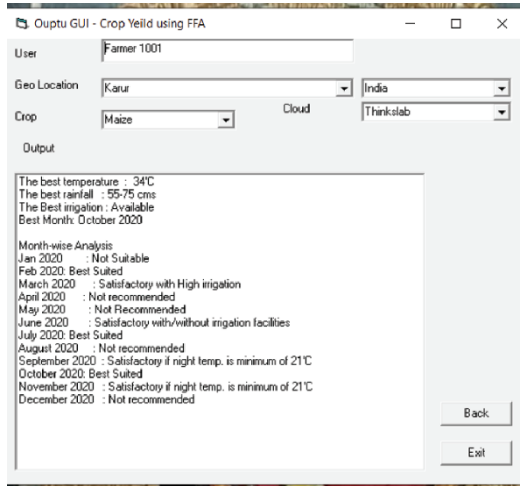 Ouptu GUI - Crop Yeild using FFA
User
Farmer 1001
Geo Location
Karur
India
Crop
Maize
Cloud
Thinkslab
Output
The best temperature : 34'C
The best rainfall : 55-75 cms
The Best irrigation : Available
Best Month: October 2020
Month-wise Analysis
Jan 2020 : Not Suitable
Feb 2020: Best Suited
March 2020 : Satisfactory with High irrigation
April 2020 : Not recommended
May 2020 : Not Recommended
June 2020 : Satisfactory with/without irrigation facilities
July 2020: Best Suited
August 2020 : Not recommended
September 2020 : Satisfactory if night temp. is minimum of 21'C
October 2020: Best Suited
November 2020 : Satisfactory if night temp. is minimum of 21'C
December 2020 : Not recommended
Back
Exit